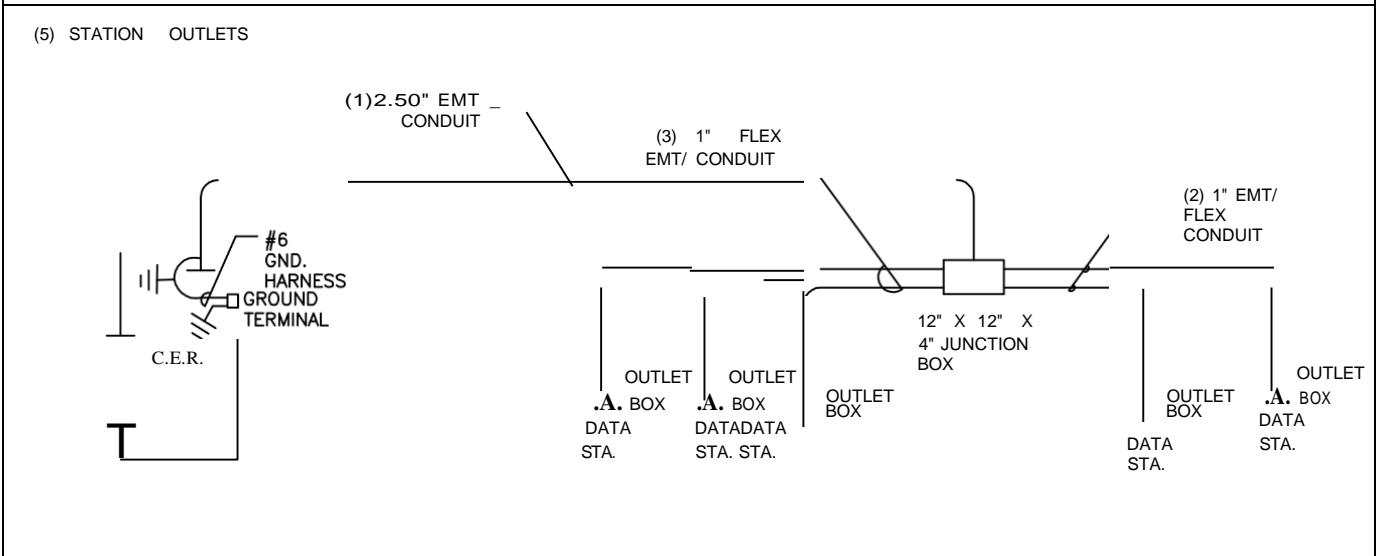 (5) STATION OUTLETS
(1)2.50" EMT _
CONDUIT
(3) 1" FLEX
EMT/ CONDUIT
(2) 1" EMT/
FLEX
CONDUIT
#6
GND.
HARNESS
GROUND
TERMINAL
C.E.R.
12" X 12" X
4" JUNCTION
BOX
OUTLET
.A. BOX
DATA
STA.
OUTLET
.A. BOX
DATADATA
STA. STA.
OUTLET
BOX
OUTLET
BOX
DATA
STA.
OUTLET
.A. BOX
DATA
STA.